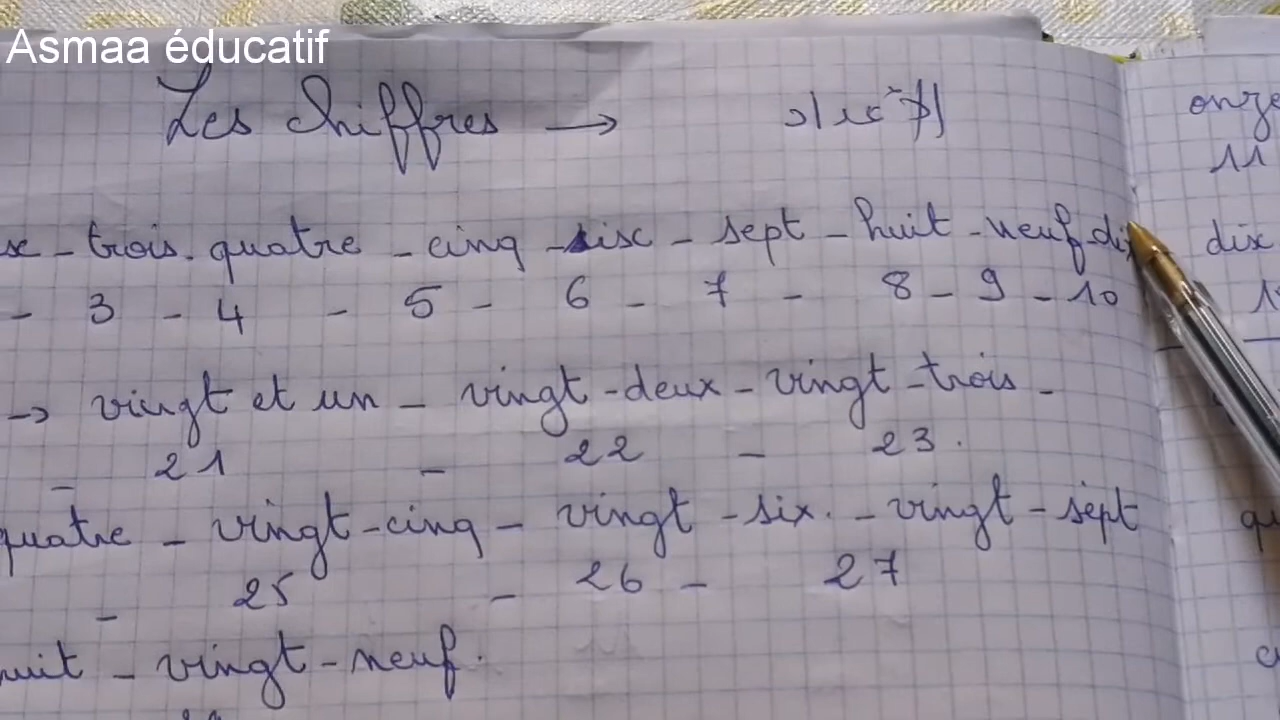 Asmaa éducatif
Les chiffres → الأعداد
- trois - quatre - cinq - six - sept - huit - neuf - dix
- 3 - 4 - 5 - 6 - 7 - 8 - 9 - 10
→ vingt et un - vingt-deux - vingt-trois -
- 21 - 22 - 23.
quatre - vingt-cinq - vingt-six. - vingt-sept
- 25 - 26 - 27
vingt-neuf.
11
dix